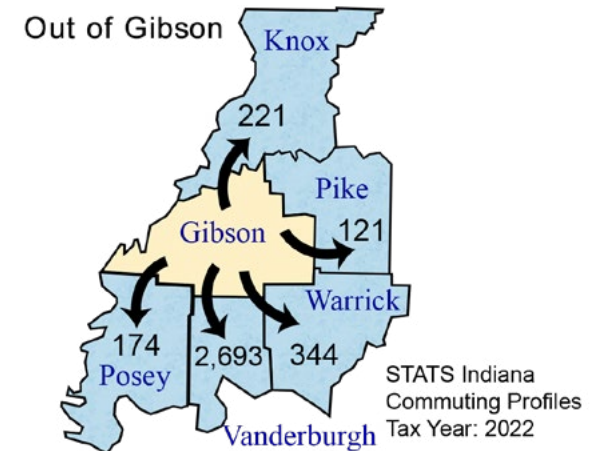 Out of Gibson
Knox
221
Pike
121
Gibson
Warrick
174
2,693
344
Posey
Vanderburgh
STATS Indiana
Commuting Profiles
Tax Year: 2022